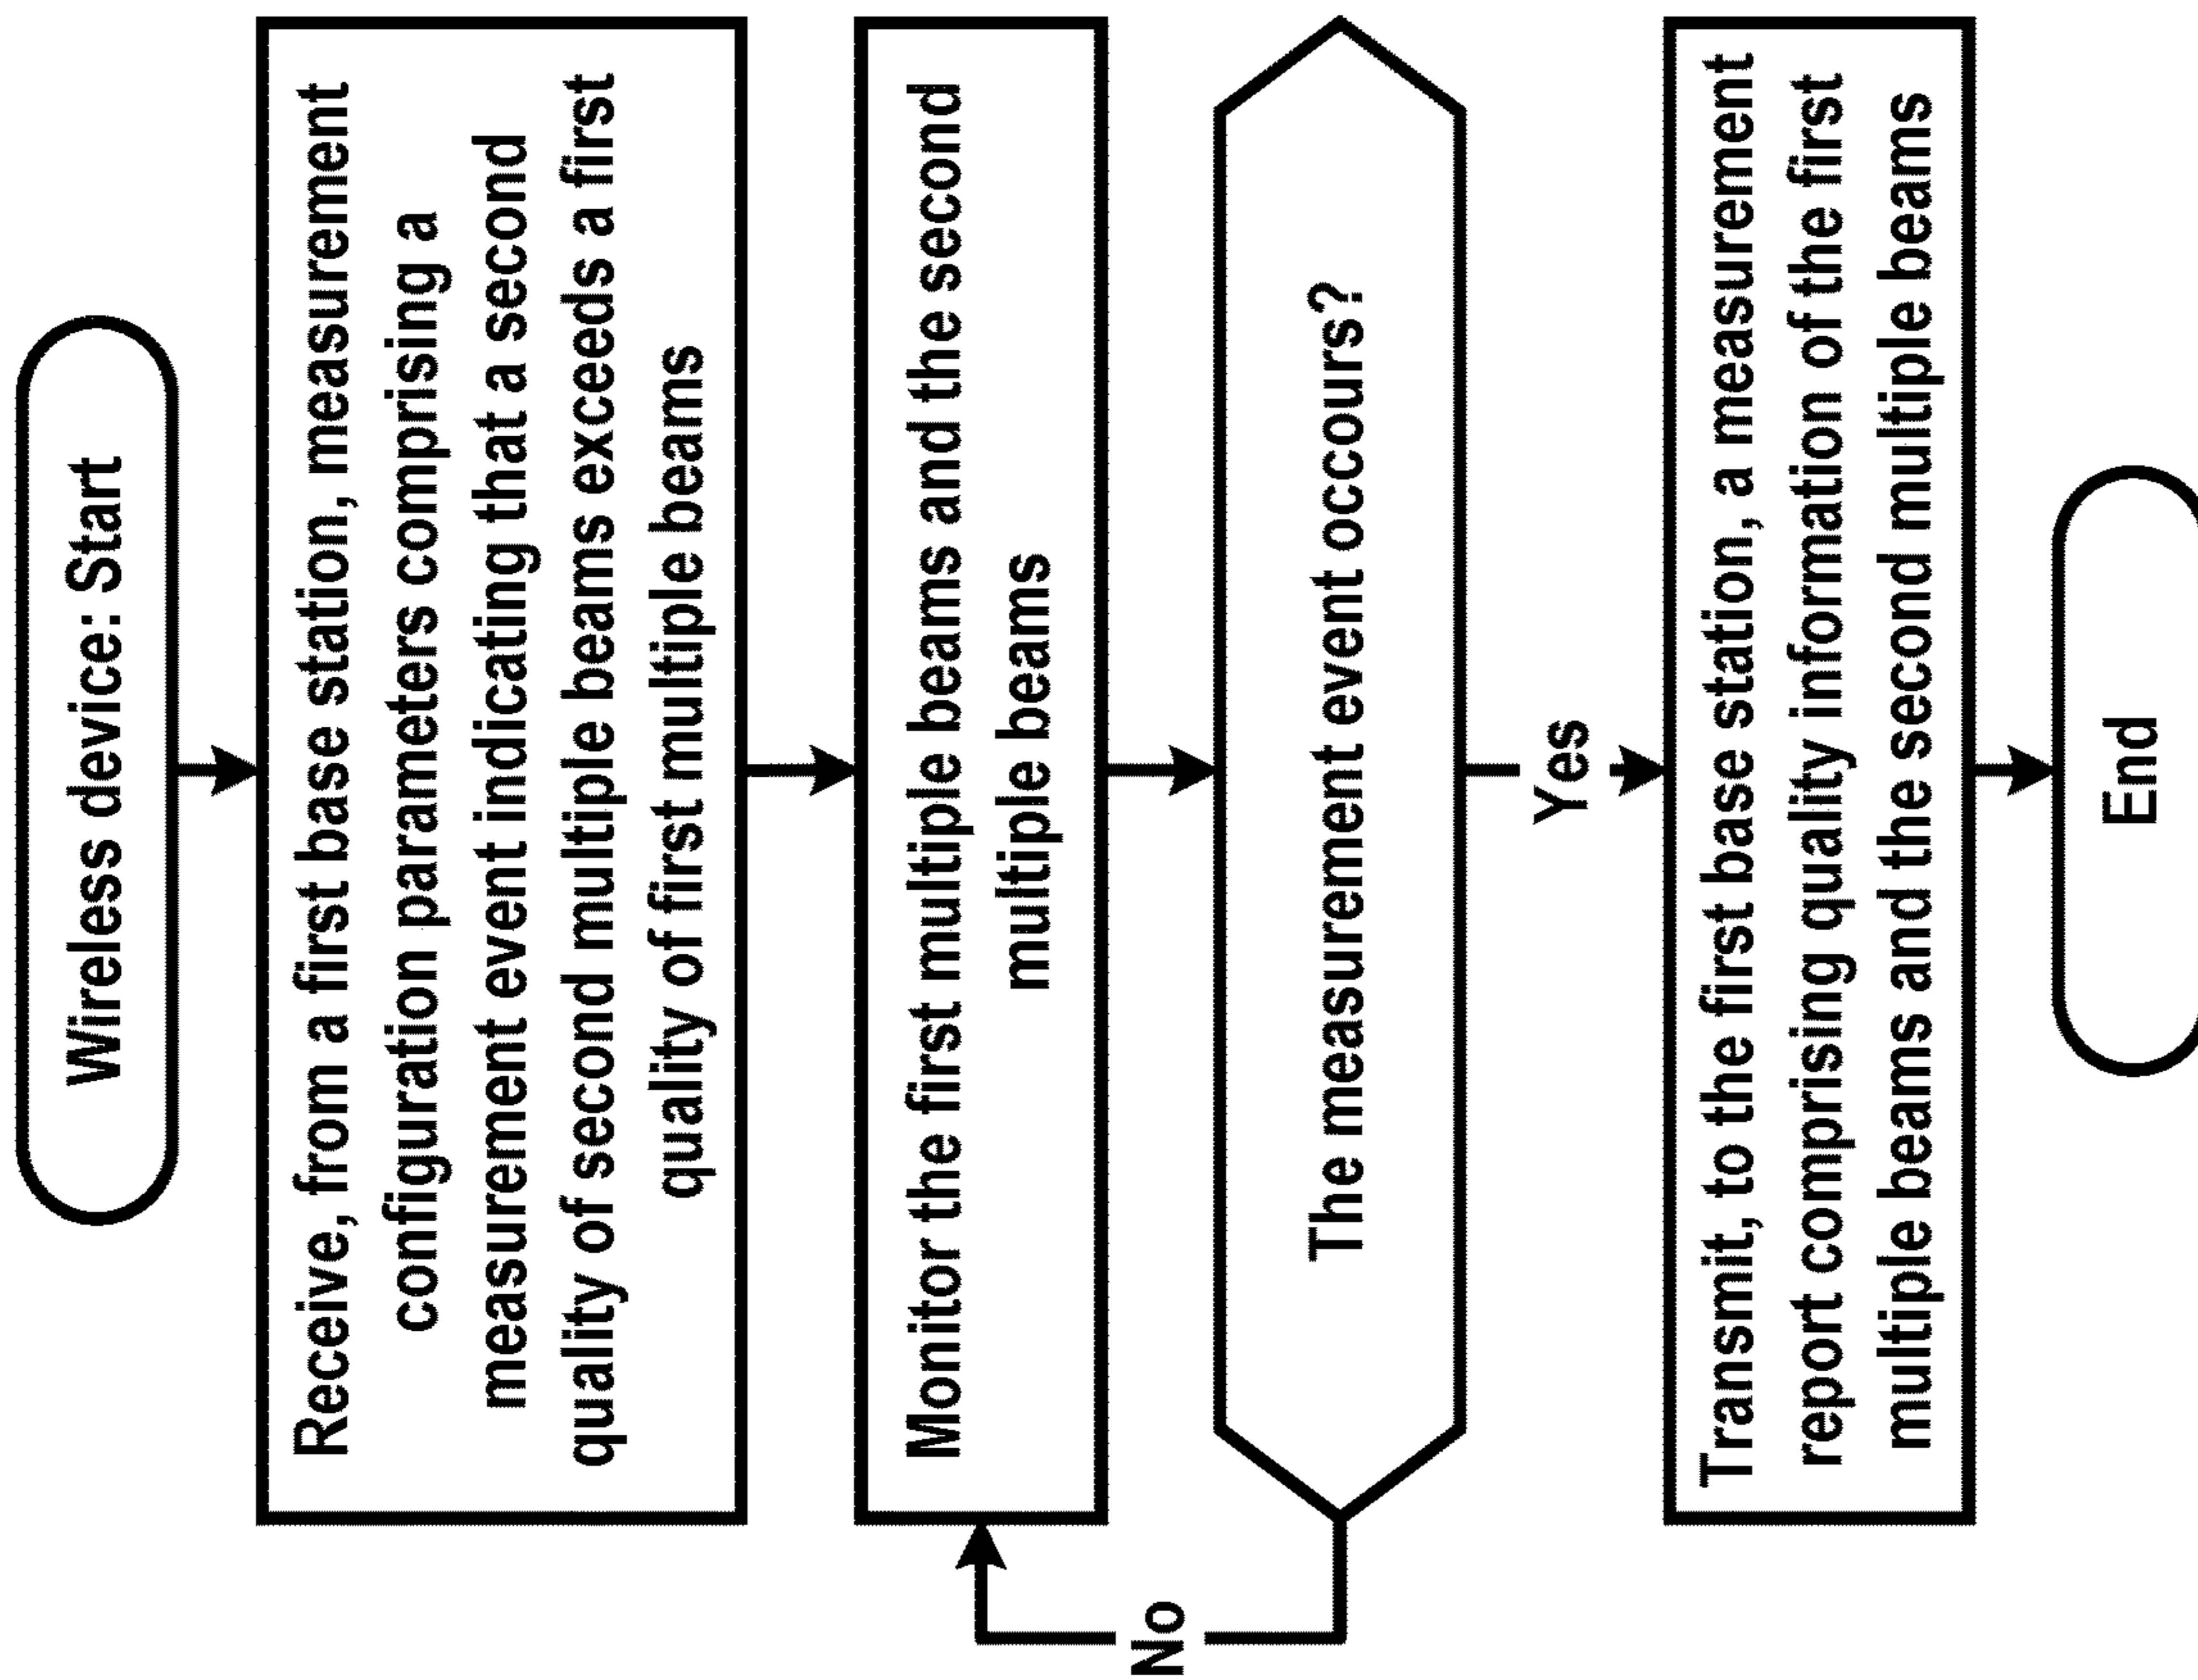 Wireless device: Start
Receive, from a first base station, measurement
configuration parameters comprising a
measurement event indicating that a second
quality of second multiple beams exceeds a first
quality of first multiple beams
Monitor the first multiple beams and the second
multiple beams
The measurement event occours?
No
Yes
Transmit, to the first base station, a measurement
report comprising quality information of the first
multiple beams and the second multiple beams
End